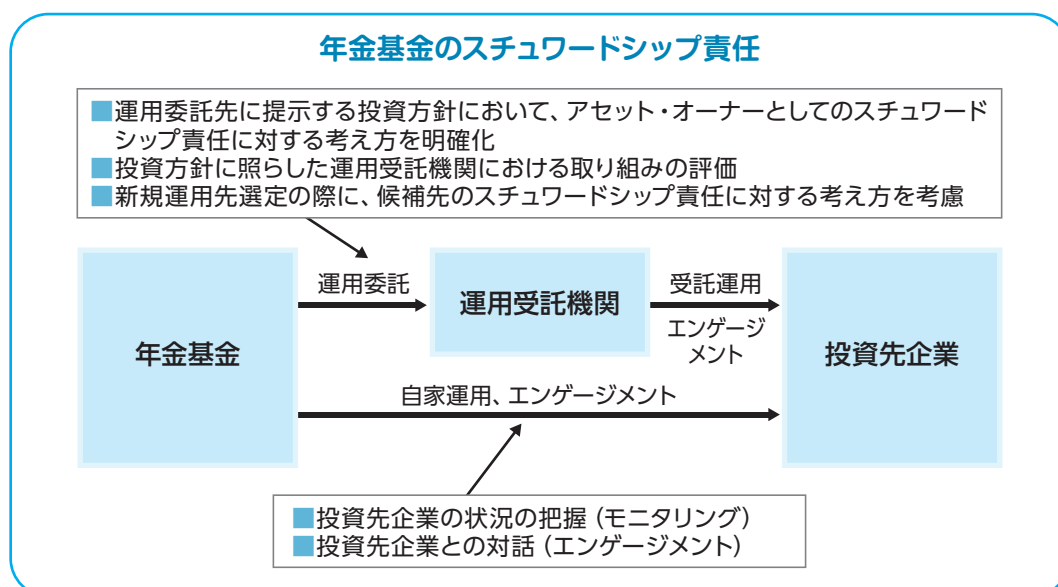 年金基金のスチュワードシップ責任
■運用委託先に提示する投資方針において、アセット・オーナーとしてのスチュワード
シップ責任に対する考え方を明確化
■投資方針に照らした運用受託機関における取り組みの評価
■新規運用先選定の際に、候補先のスチュワードシップ責任に対する考え方を考慮
年金基金
運用委託
運用受託機関
受託運用
エンゲージ
メント
投資先企業
自家運用、エンゲージメント
■投資先企業の状況の把握（モニタリング）
■投資先企業との対話（エンゲージメント）